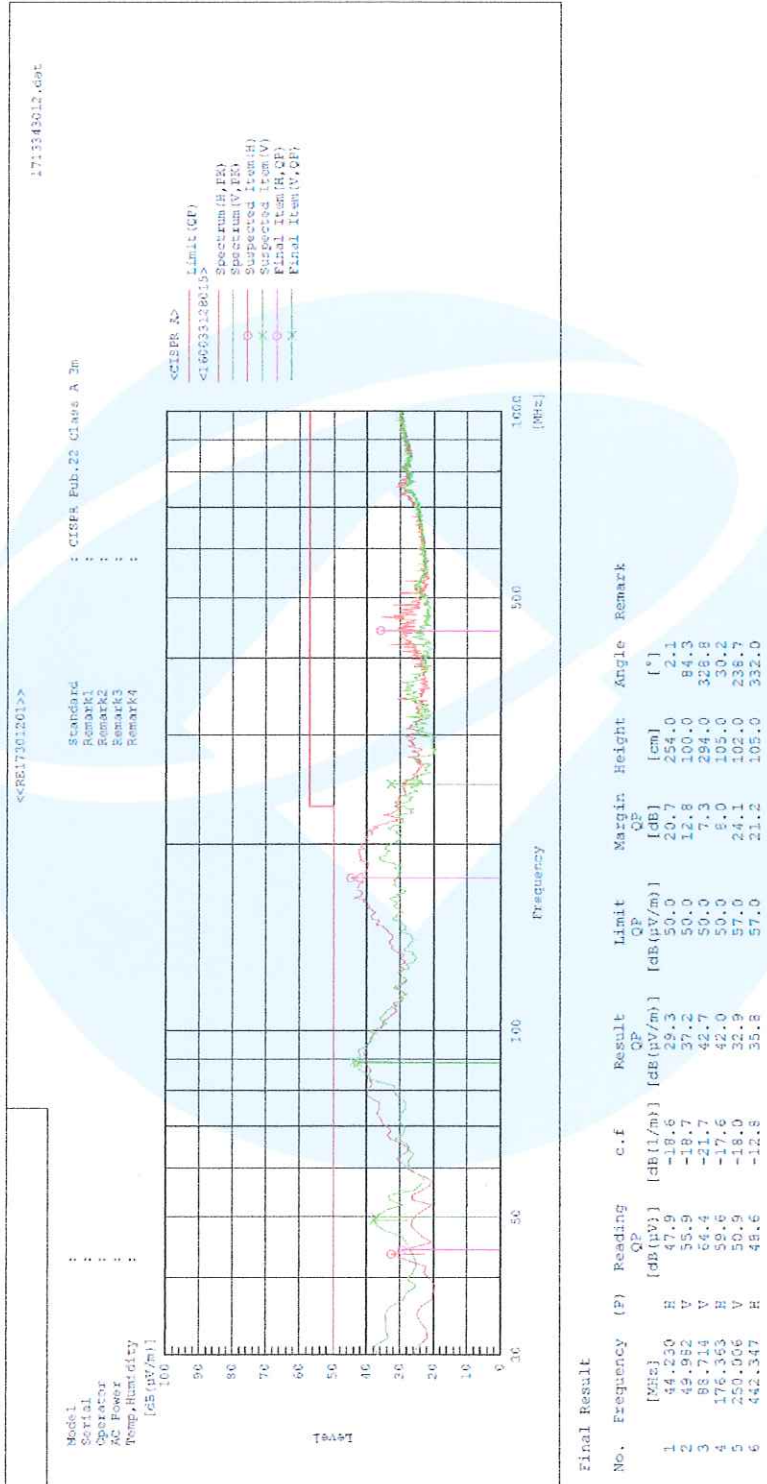 <<RE17301201>>
1713343012.dat
Model :
Serial :
Operator :
AC Power :
Temp,Humidity :
Standard : CISPR Pub.22 Class A 3m
Remark1 :
Remark2 :
Remark3 :
Remark4 :
[dB(μV/m)]
100
90
80
70
60
50
40
30
20
10
0
Level
30
50
100
500
1000
[MHz]
Frequency
<CISPR A>
Limit(QP)
<160033128015>
Spectrum(H,PK)
Spectrum(V,PK)
Suspected Item(H)
Suspected Item(V)
Final Item(H,QP)
Final Item(V,QP)
Final Result
No. Frequency (P) Reading c.f Result Limit Margin Height Angle Remark
QP QP QP QP
[MHz] [dB(μV)] [dB(1/m)] [dB(μV/m)] [dB(μV/m)] [dB] [cm] [°]
1 44.230 H 47.9 -18.6 29.3 50.0 20.7 254.0 2.1
2 49.982 V 55.9 -18.7 37.2 50.0 12.8 100.0 84.3
3 88.714 V 64.4 -21.7 42.7 50.0 7.3 294.0 328.8
4 176.363 H 59.6 -17.6 42.0 50.0 8.0 105.0 30.2
5 250.006 V 50.9 -18.0 32.9 57.0 24.1 102.0 238.7
6 442.347 H 48.6 -12.8 35.8 57.0 21.2 105.0 332.0